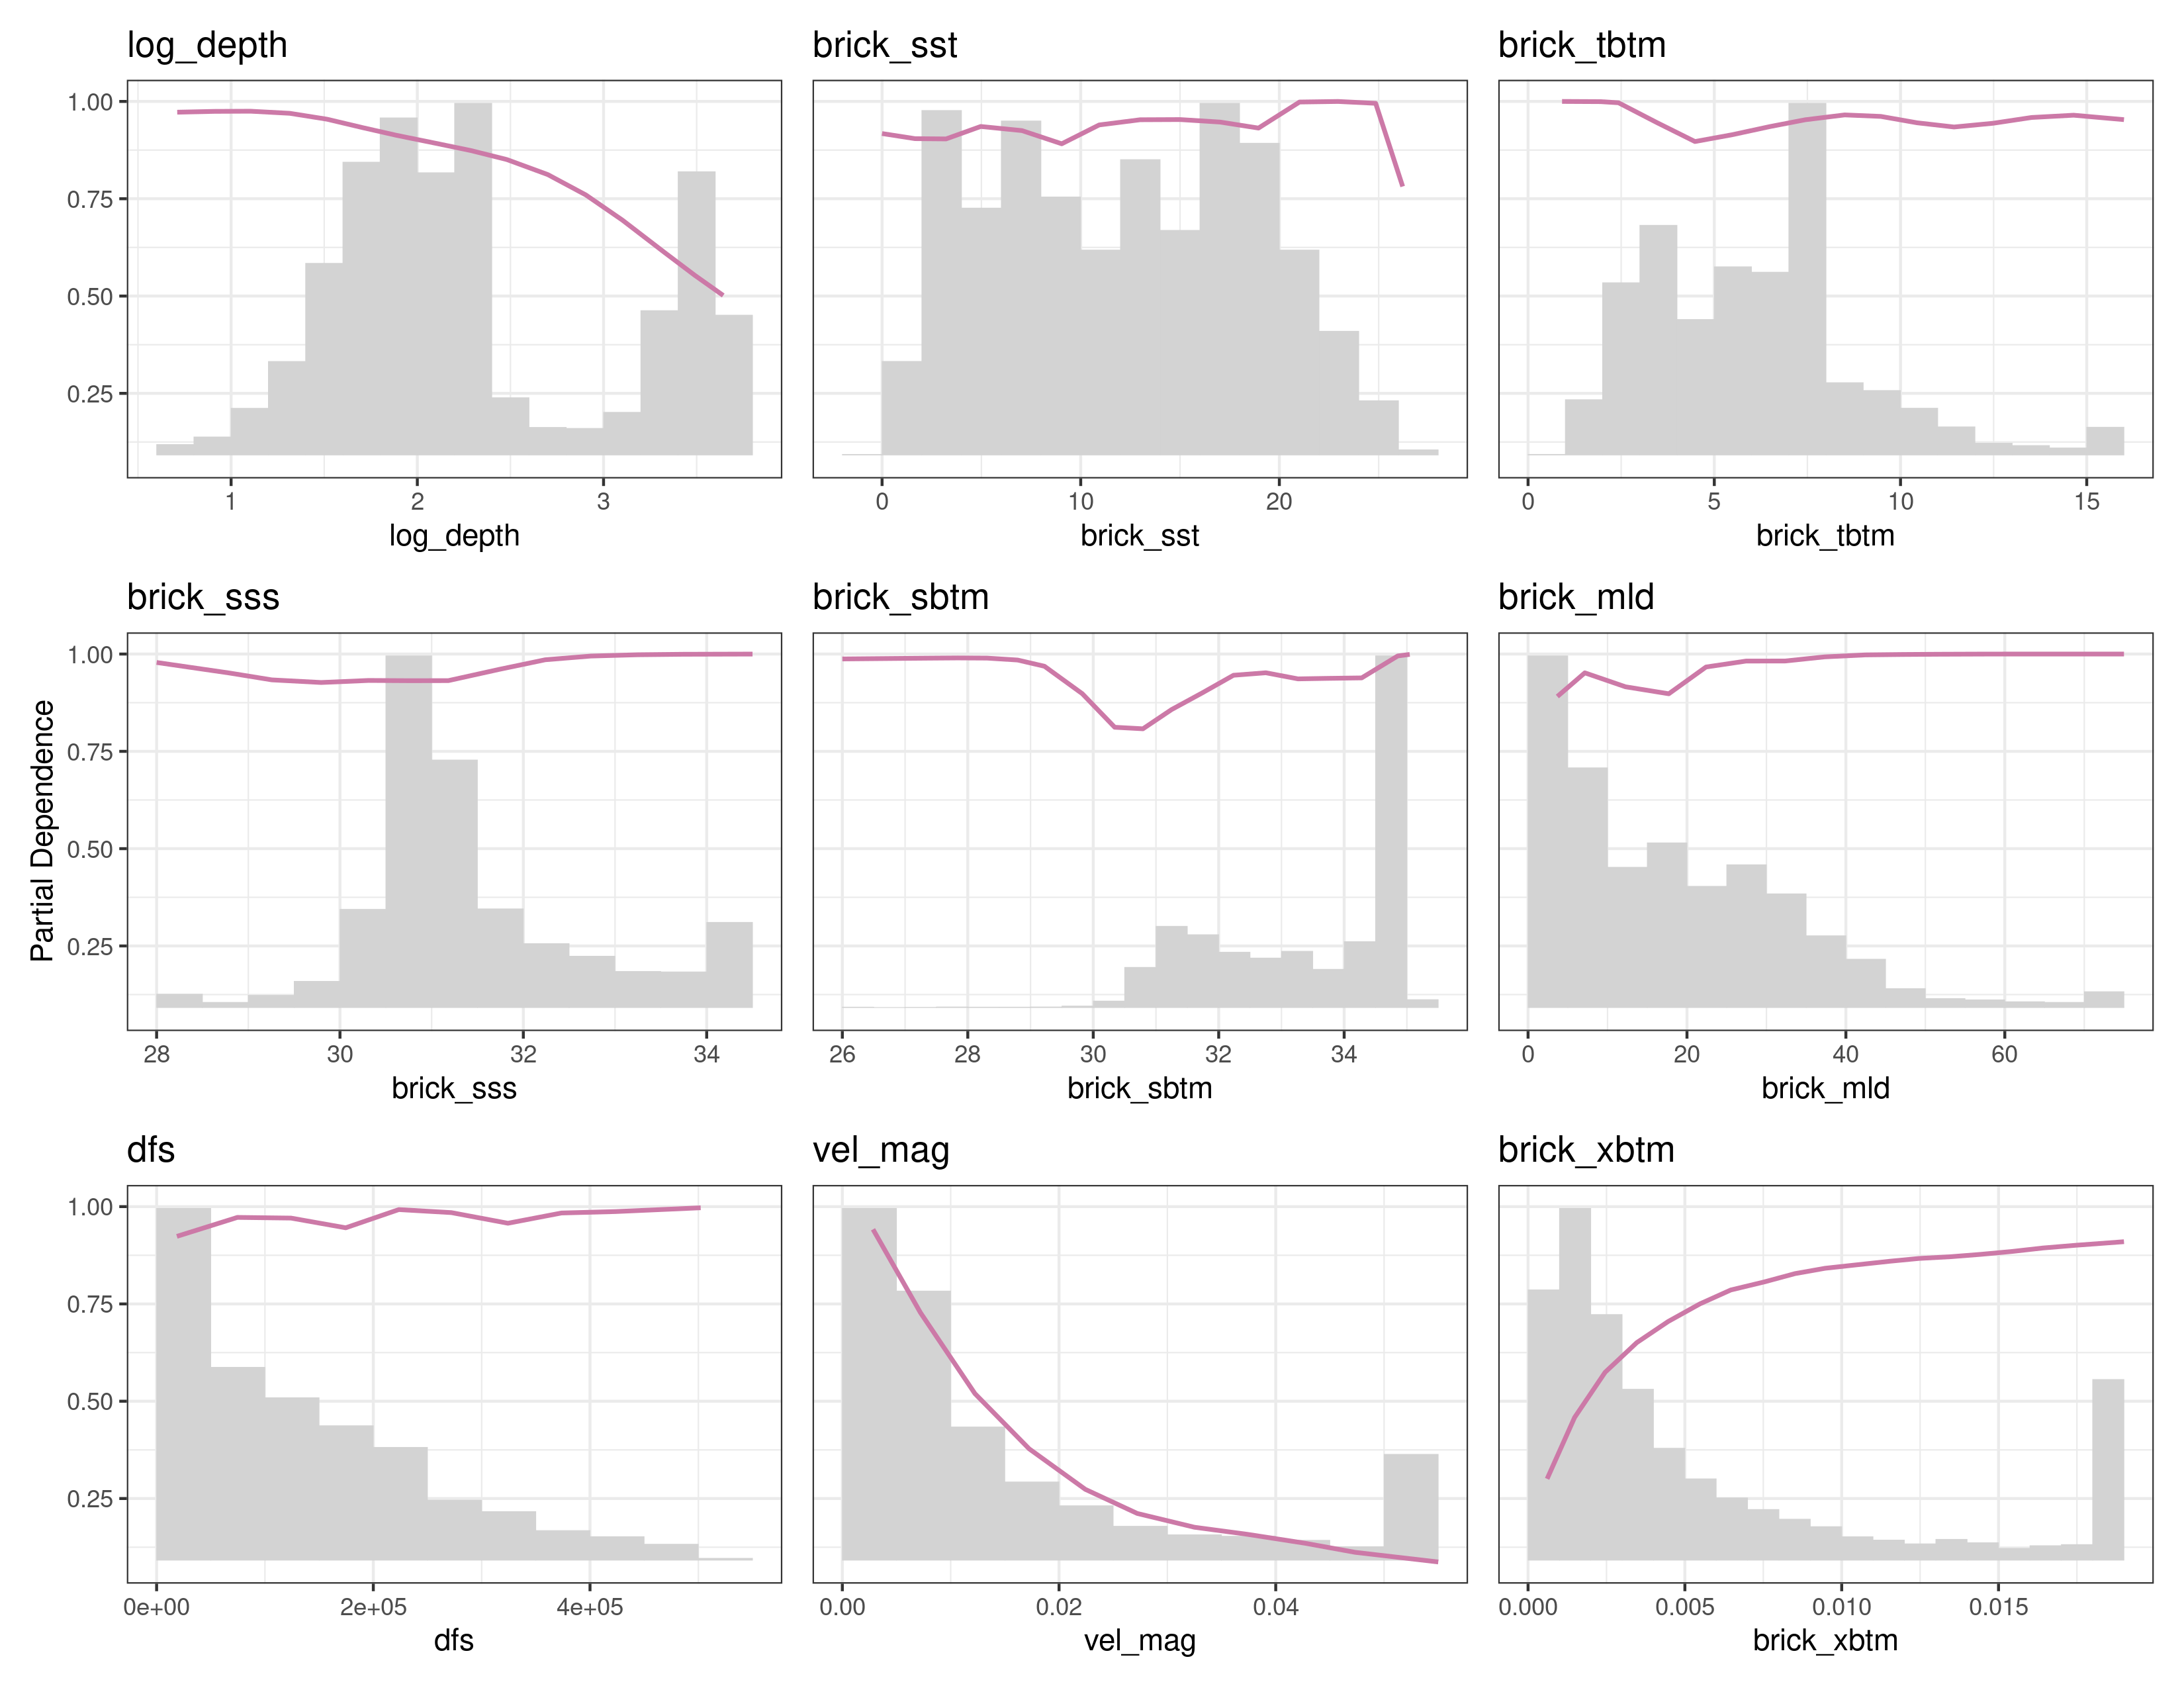 log_depth
brick_sst
brick_tbtm
1.00
0.75
0.50
0.25
1 2 3
0 10 20
0 5 10 15
log_depth
brick_sst
brick_tbtm
brick_sss
brick_sbtm
brick_mld
Partial Dependence
1.00
0.75
0.50
0.25
28 30 32 34
26 28 30 32 34
0 20 40 60
brick_sss
brick_sbtm
brick_mld
dfs
vel_mag
brick_xbtm
1.00
0.75
0.50
0.25
0e+00 2e+05 4e+05
0.00 0.02 0.04
0.000 0.005 0.010 0.015
dfs
vel_mag
brick_xbtm